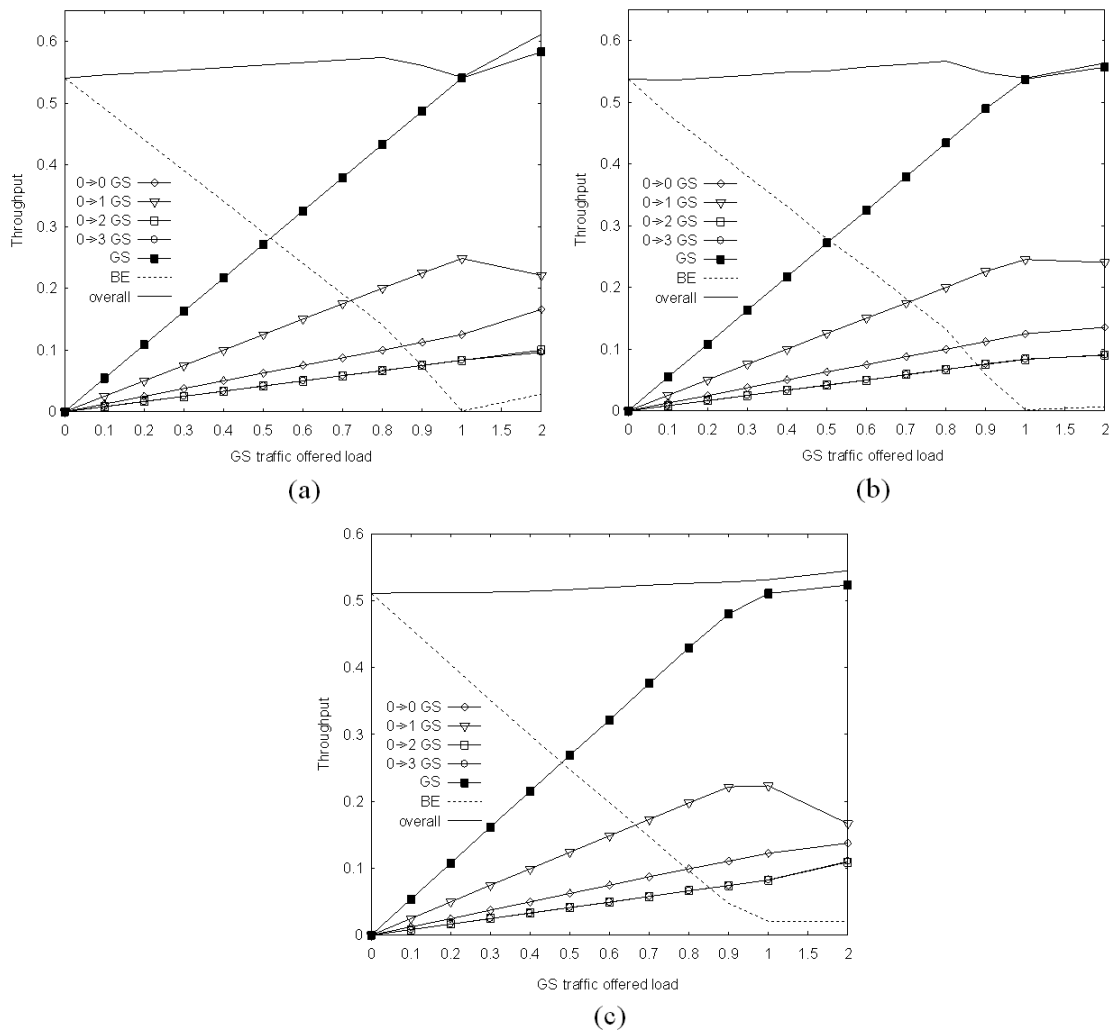 0.6
0.5
0.4
0.3
0.2
0.1
0
Throughput
0->0 GS
0->1 GS
0->2 GS
0->3 GS
GS
BE
overall
0 0.1 0.2 0.3 0.4 0.5 0.6 0.7 0.8 0.9 1 1.5 2
GS traffic offered load
(a)
0.6
0.5
0.4
0.3
0.2
0.1
0
Throughput
0->0 GS
0->1 GS
0->2 GS
0->3 GS
GS
BE
overall
0 0.1 0.2 0.3 0.4 0.5 0.6 0.7 0.8 0.9 1 1.5 2
GS traffic offered load
(b)
0.6
0.5
0.4
0.3
0.2
0.1
0
Throughput
0->0 GS
0->1 GS
0->2 GS
0->3 GS
GS
BE
overall
0 0.1 0.2 0.3 0.4 0.5 0.6 0.7 0.8 0.9 1 2
GS traffic offered load
(c)